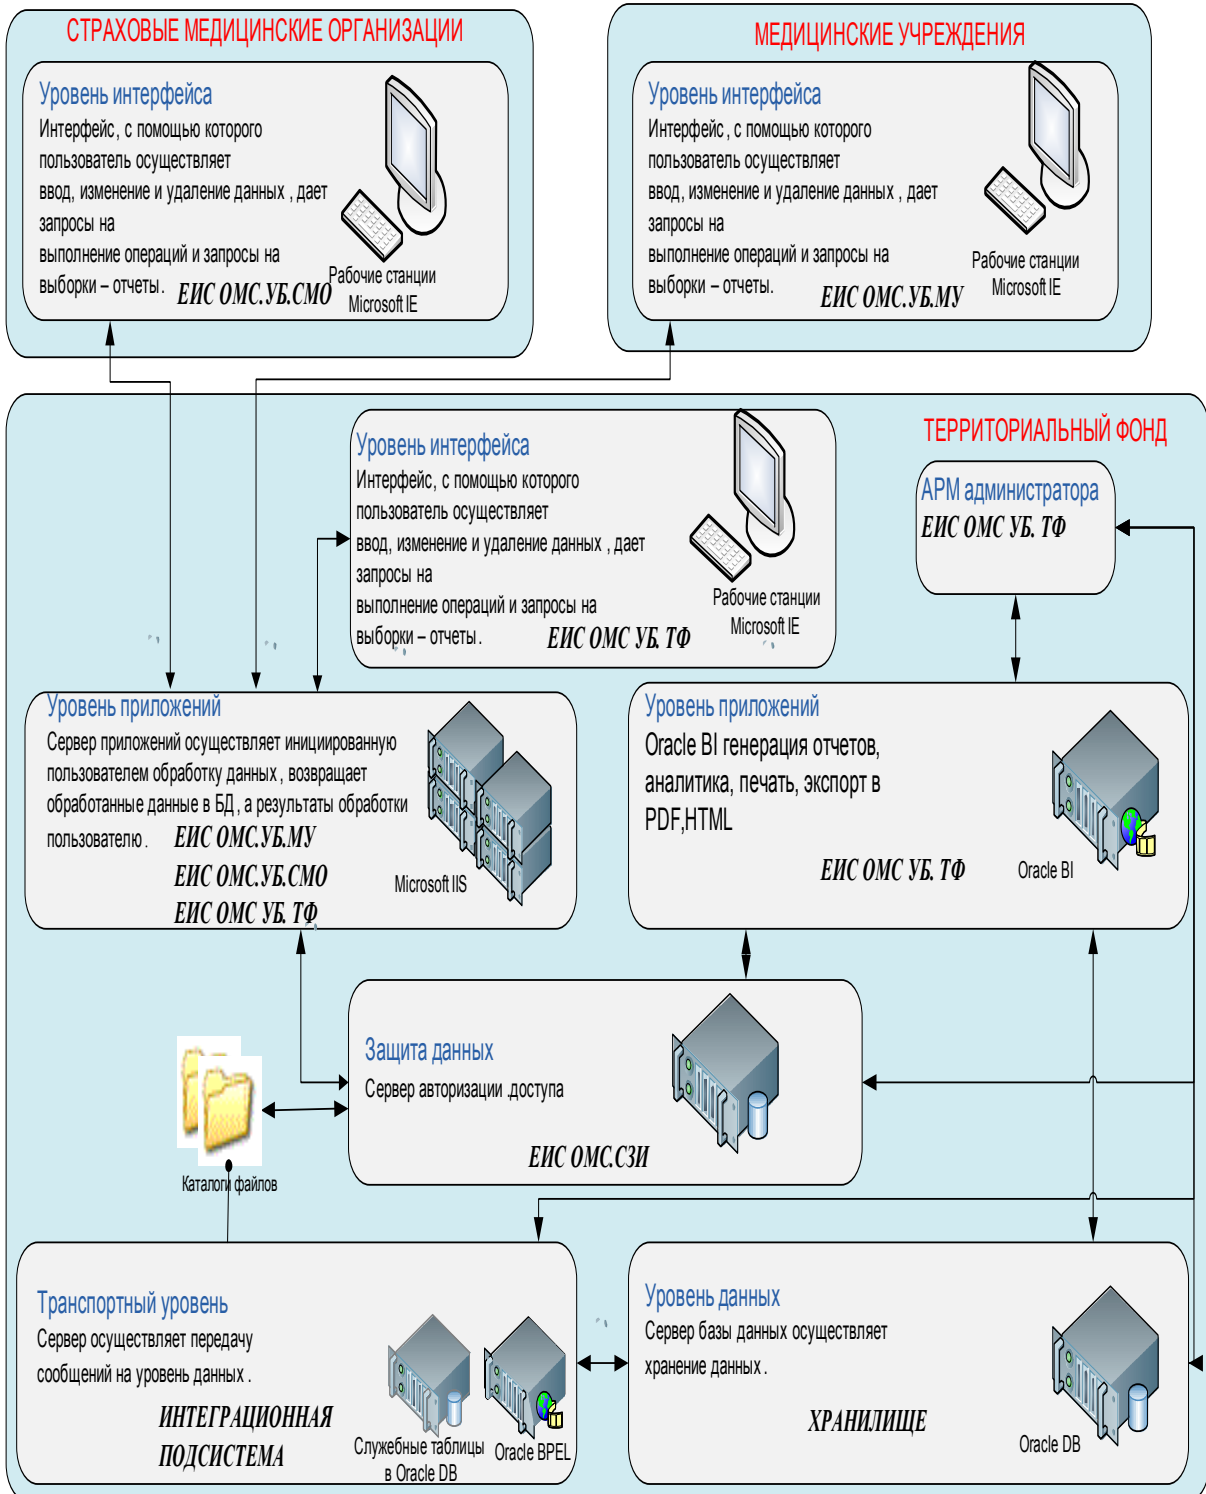 СТРАХОВЫЕ МЕДИЦИНСКИЕ ОРГАНИЗАЦИИ
Уровень интерфейса
Интерфейс, с помощью которого
пользователь осуществляет
ввод, изменение и удаление данных , дает
запросы на
выполнение операций и запросы на
выборки – отчеты.
ЕИС ОМС.УБ.СМО
Рабочие станции
Microsoft IE
МЕДИЦИНСКИЕ УЧРЕЖДЕНИЯ
Уровень интерфейса
Интерфейс, с помощью которого
пользователь осуществляет
ввод, изменение и удаление данных , дает
запросы на
выполнение операций и запросы на
выборки – отчеты.
ЕИС ОМС.УБ.МУ
Рабочие станции
Microsoft IE
ТЕРРИТОРИАЛЬНЫЙ ФОНД
Уровень интерфейса
Интерфейс, с помощью которого
пользователь осуществляет
ввод, изменение и удаление данных , дает
запросы на
выполнение операций и запросы на
выборки – отчеты.
ЕИС ОМС УБ. ТФ
Рабочие станции
Microsoft IE
АРМ администратора
ЕИС ОМС УБ. ТФ
Уровень приложений
Сервер приложений осуществляет инициированную
пользователем обработку данных , возвращает
обработанные данные в БД , а результаты обработки
пользователю.
ЕИС ОМС.УБ.МУ
ЕИС ОМС.УБ.СМО
ЕИС ОМС УБ. ТФ
Microsoft IIS
Уровень приложений
Oracle BI генерация отчетов,
аналитика, печать, экспорт в
PDF,HTML
ЕИС ОМС УБ. ТФ
Oracle BI
Защита данных
Сервер авторизации .доступа
ЕИС ОМС.СЗИ
Каталоги файлов
Транспортный уровень
Сервер осуществляет передачу
сообщений на уровень данных .
ИНТЕГРАЦИОННАЯ
ПОДСИСТЕМА
Служебные таблицы
в Oracle DB
Oracle BPEL
Уровень данных
Сервер базы данных осуществляет
хранение данных .
ХРАНИЛИЩЕ
Oracle DB